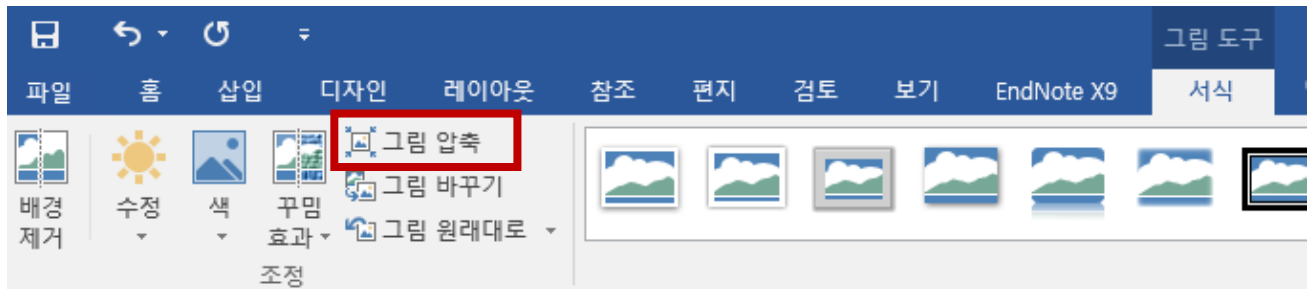 그림 도구
파일 홈 삽입 디자인 레이아웃 참조 편지 검토 보기 EndNote X9 서식
그림 압축
그림 바꾸기
그림 원래대로
배경
제거
수정
색
꾸밈
효과
조정